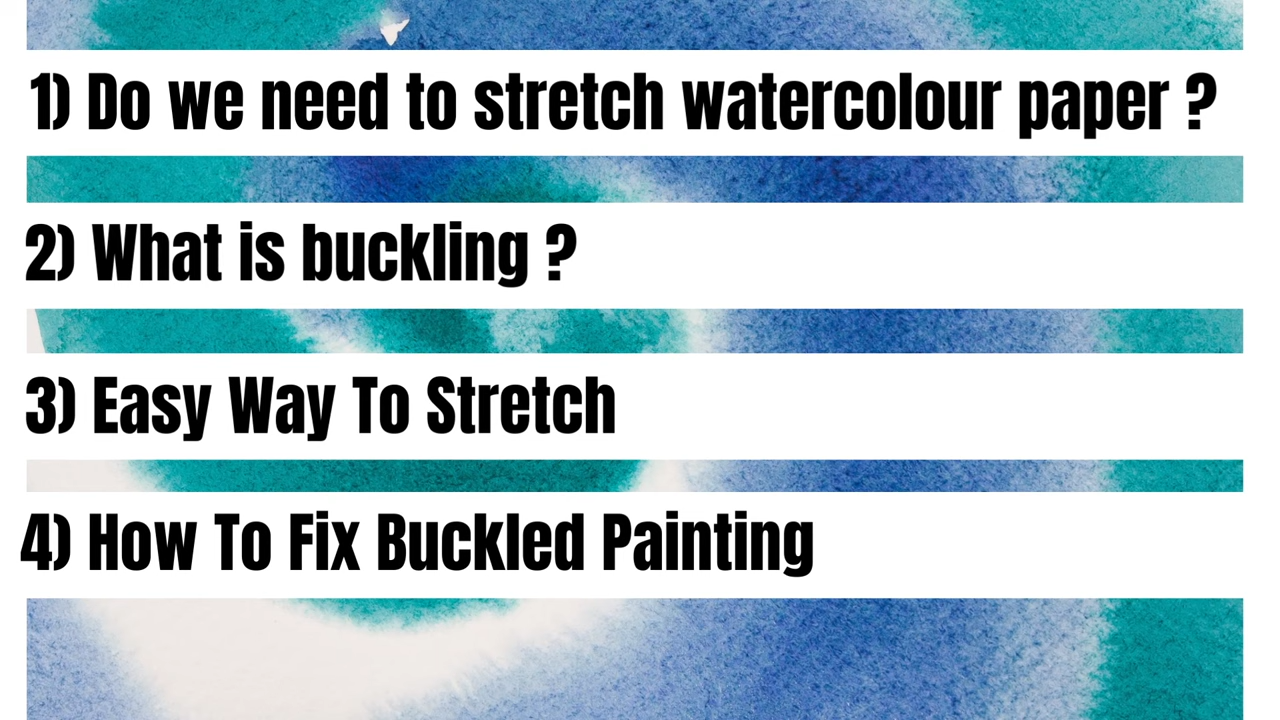 1) Do we need to stretch watercolour paper ?
2) What is buckling ?
3) Easy Way To Stretch
4) How To Fix Buckled Painting